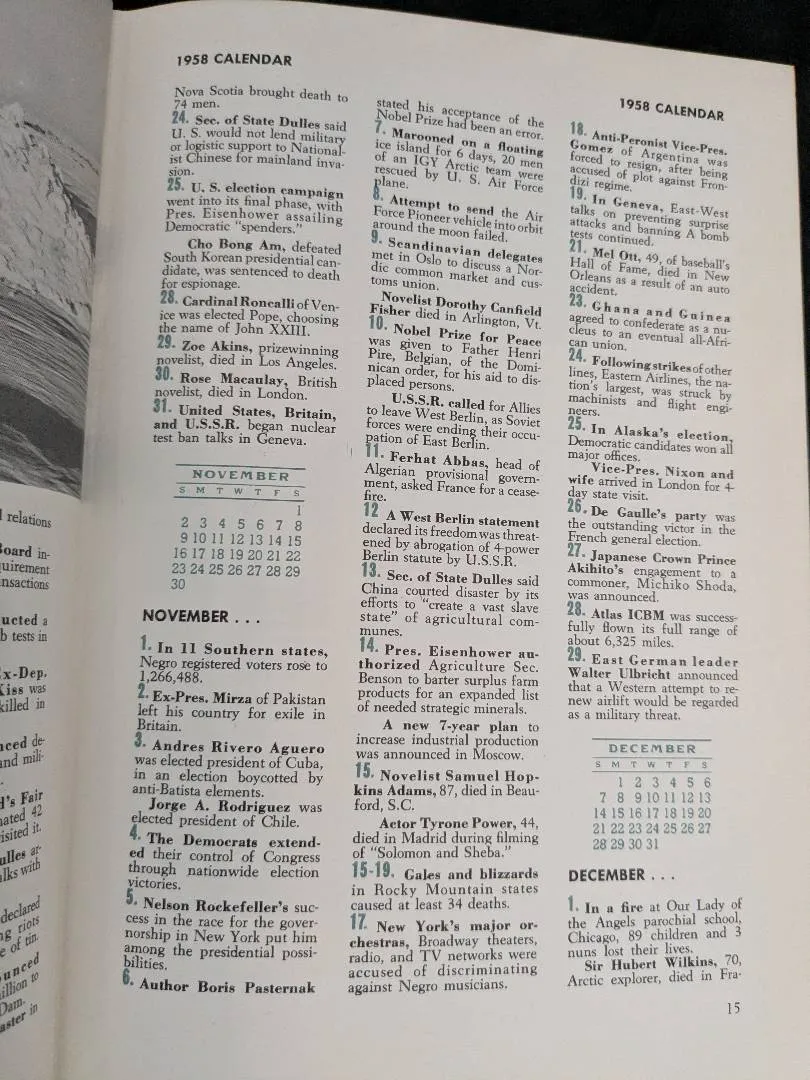 l relations
Board in-
quirement
nsactions
ucted a
b tests in
x-Dep.
Kiss was
killed in
nced de-
and mili-
d's Fair
nated 42
isited it.
ulles ar-
lks with
declared
ng riots
e of tin.
unced
illion to
Dam-
aster in
1958 CALENDAR
Nova Scotia brought death to
74 men.
24. Sec. of State Dulles said
U. S. would not lend military
or logistic support to National-
ist Chinese for mainland inva-
sion.
25. U. S. election campaign
went into its final phase, with
Pres. Eisenhower assailing
Democratic "spenders."
Cho Bong Am, defeated
South Korean presidential can-
didate, was sentenced to death
for espionage.
28. Cardinal Roncalli of Ven-
ice was elected Pope, choosing
the name of John XXIII.
29. Zoe Akins, prizewinning
novelist, died in Los Angeles.
30. Rose Macaulay, British
novelist, died in London.
31. United States, Britain,
and U.S.S.R. began nuclear
test ban talks in Geneva.
NOVEMBER
S M T W T F S
1
2 3 4 5 6 7 8
9 10 11 12 13 14 15
16 17 18 19 20 21 22
23 24 25 26 27 28 29
30
NOVEMBER . . .
1. In 11 Southern states,
Negro registered voters rose to
1,266,488.
2. Ex-Pres. Mirza of Pakistan
left his country for exile in
Britain.
3. Andres Rivero Aguero
was elected president of Cuba,
in an election boycotted by
anti-Batista elements.
Jorge A. Rodriguez was
elected president of Chile.
4. The Democrats extend-
ed their control of Congress
through nationwide election
victories.
5. Nelson Rockefeller's suc-
cess in the race for the gover-
norship in New York put him
among the presidential possi-
bilities.
6. Author Boris Pasternak
stated his acceptance of the
Nobel Prize had been an error.
7. Marooned on a floating
ice island for 6 days, 20 men
of an IGY Arctic team were
rescued by U. S. Air Force
plane.
8. Attempt to send the Air
Force Pioneer vehicle into orbit
around the moon failed.
9. Scandinavian delegates
met in Oslo to discuss a Nor-
dic common market and cus-
toms union.
Novelist Dorothy Canfield
Fisher died in Arlington, Vt.
10. Nobel Prize for Peace
was given to Father Henri
Pire, Belgian, of the Domi-
nican order, for his aid to dis-
placed persons.
U.S.S.R. called for Allies
to leave West Berlin, as Soviet
forces were ending their occu-
pation of East Berlin.
11. Ferhat Abbas, head of
Algerian provisional govern-
ment, asked France for a cease-
fire.
12 A West Berlin statement
declared its freedom was threat-
ened by abrogation of 4-power
Berlin statute by U.S.S.R.
13. Sec. of State Dulles said
China courted disaster by its
efforts to "create a vast slave
state" of agricultural com-
munes.
14. Pres. Eisenhower au-
thorized Agriculture Sec.
Benson to barter surplus farm
products for an expanded list
of needed strategic minerals.
A new 7-year plan to
increase industrial production
was announced in Moscow.
15. Novelist Samuel Hop-
kins Adams, 87, died in Beau-
ford, S.C.
Actor Tyrone Power, 44,
died in Madrid during filming
of "Solomon and Sheba."
15-19. Gales and blizzards
in Rocky Mountain states
caused at least 34 deaths.
17. New York's major or-
chestras, Broadway theaters,
radio, and TV networks were
accused of discriminating
against Negro musicians.
1958 CALENDAR
18. Anti-Peronist Vice-Pres.
Gomez of Argentina was
forced to resign, after being
accused of plot against Fron-
dizi regime.
19. In Geneva, East-West
talks on preventing surprise
attacks and banning A bomb
tests continued.
21. Mel Ott, 49, of baseball's
Hall of Fame, died in New
Orleans as a result of an auto
accident.
23. Ghana and Guinea
agreed to confederate as a nu-
cleus to an eventual all-Afri-
can union.
24. Following strikes of other
lines, Eastern Airlines, the na-
tion's largest, was struck by
machinists and flight engi-
neers.
25. In Alaska's election,
Democratic candidates won all
major offices.
Vice-Pres. Nixon and
wife arrived in London for 4-
day state visit.
26. De Gaulle's party was
the outstanding victor in the
French general election.
27. Japanese Crown Prince
Akihito's engagement to a
commoner, Michiko Shoda,
was announced.
28. Atlas ICBM was success-
fully flown its full range of
about 6,325 miles.
29. East German leader
Walter Ulbricht announced
that a Western attempt to re-
new airlift would be regarded
as a military threat.
DECEMBER
S M T W T F S
1 2 3 4 5 6
7 8 9 10 11 12 13
14 15 16 17 18 19 20
21 22 23 24 25 26 27
28 29 30 31
DECEMBER . . .
1. In a fire at Our Lady of
the Angels parochial school,
Chicago, 89 children and 3
nuns lost their lives.
Sir Hubert Wilkins, 70,
Arctic explorer, died in Fra-
15